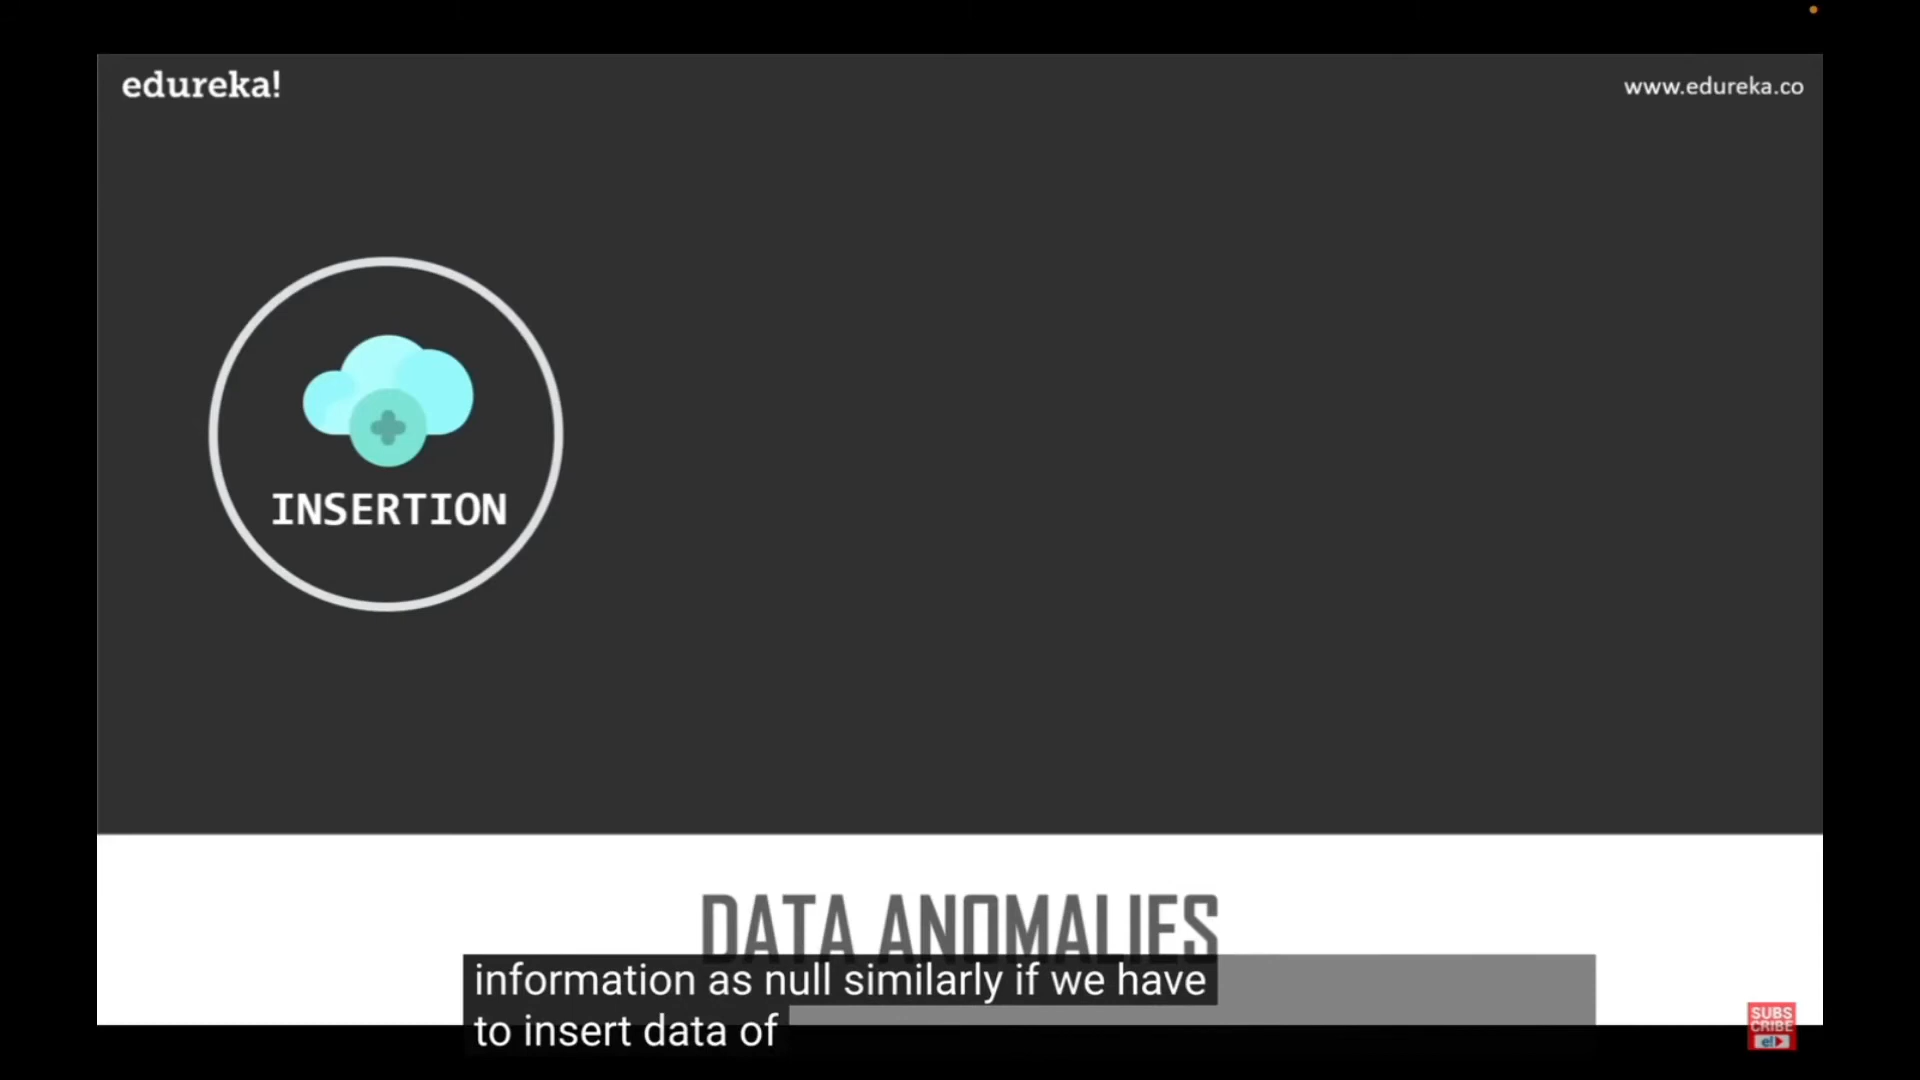 edureka!
www.edureka.co
INSERTION
DATA ANOMALIES
information as null similarly if we have
to insert data of
SUBS
CRIBE
e!